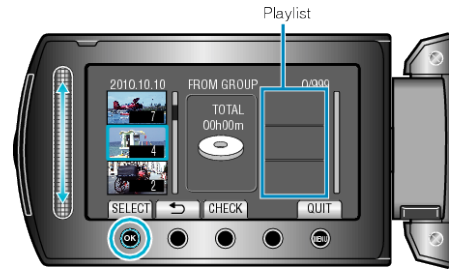 Playlist
2010.10.10 FROM GROUP 0/999
TOTAL
00h00m
7
4
2
SELECT CHECK QUIT
OK MENU